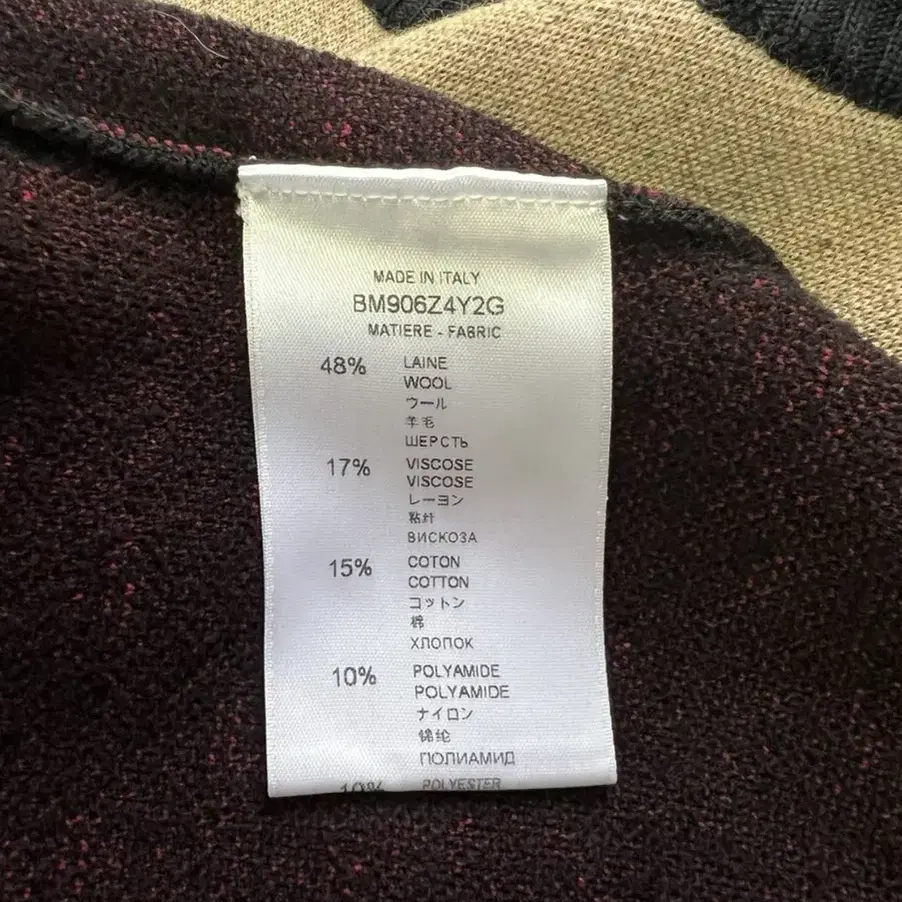 MADE IN ITALY
BM906Z4Y2G
MATIERE - FABRIC
48% LAINE
WOOL
ウール
羊毛
ШЕРСТЬ
17% VISCOSE
VISCOSE
レーヨン
粘纤
ВИСКОЗА
15% COTON
COTTON
コットン
棉
ХЛОПОК
10% POLYAMIDE
POLYAMIDE
ナイロン
锦纶
ПОЛИАМИД
10% POLYESTER